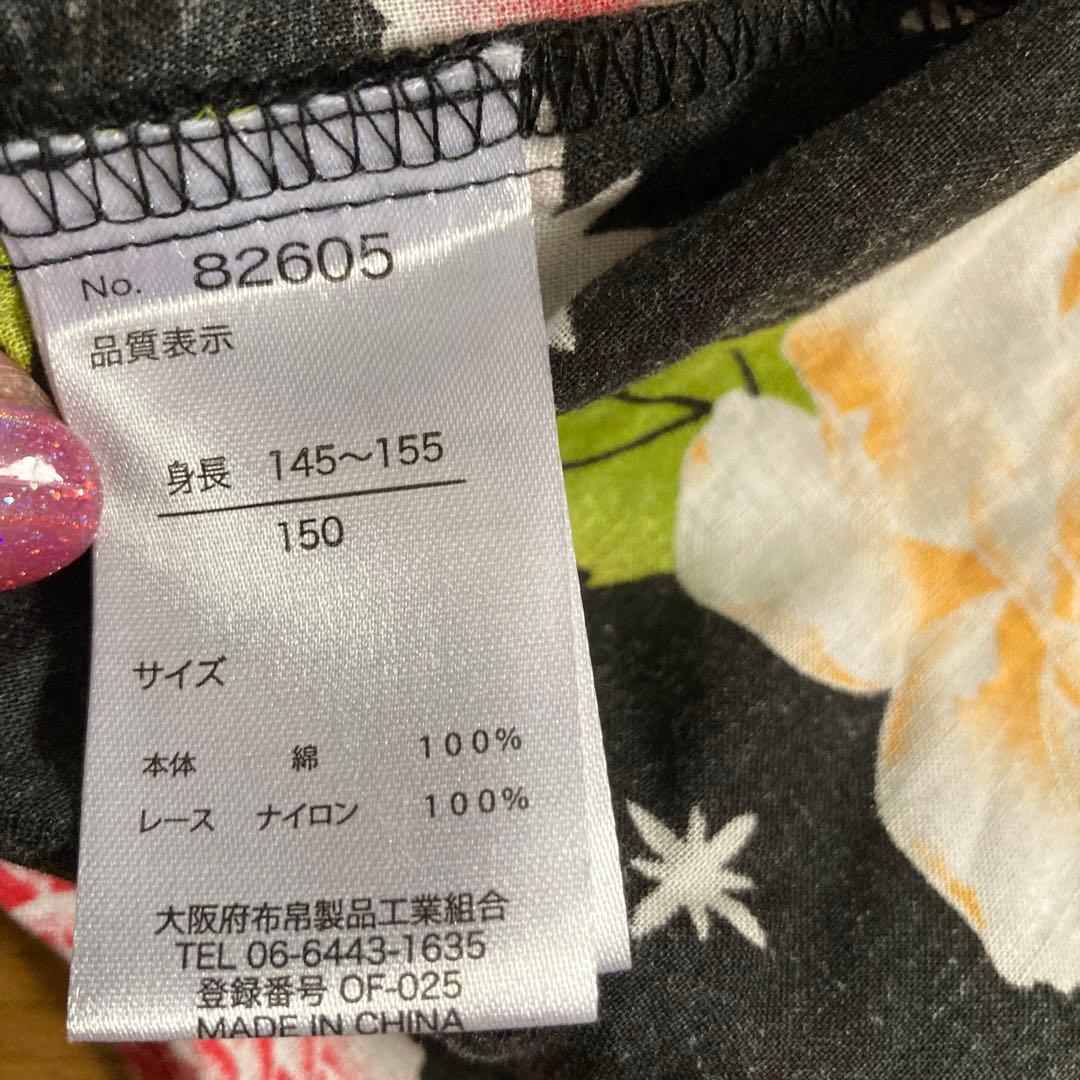 No. 82605
品質表示
身長 145～155
150
サイズ
本体 綿 100%
レース ナイロン 100%
大阪府布帛製品工業組合
TEL 06-6443-1635
登録番号 OF-025
MADE IN CHINA